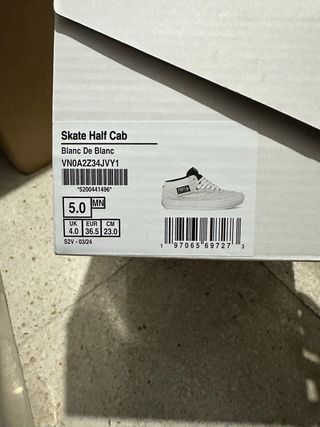 Skate Half Cab
Blanc De Blanc
VN0A2Z34JVY1
*5200441496*
5.0 MN
UK EUR CM
4.0 36.5 23.0
S2V - 03/24
1 97065 69727 3